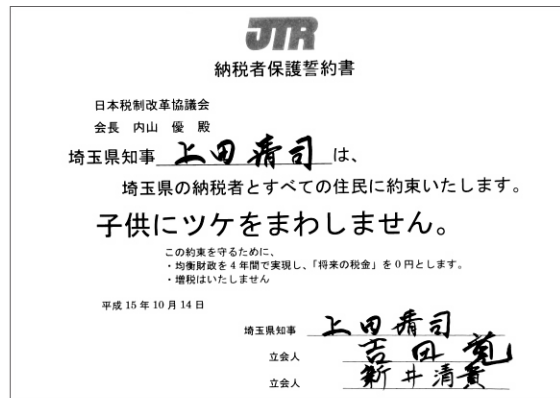 JTR
納税者保護誓約書
日本税制改革協議会
会長 内山 優 殿
埼玉県知事 上田清司 は、
埼玉県の納税者とすべての住民に約束いたします。
子供にツケをまわしません。
この約束を守るために、
・均衡財政を4年間で実現し、「将来の税金」を0円とします。
・増税はいたしません
平成15年10月14日
埼玉県知事 上田清司
立会人 吉田
立会人 新井清貴